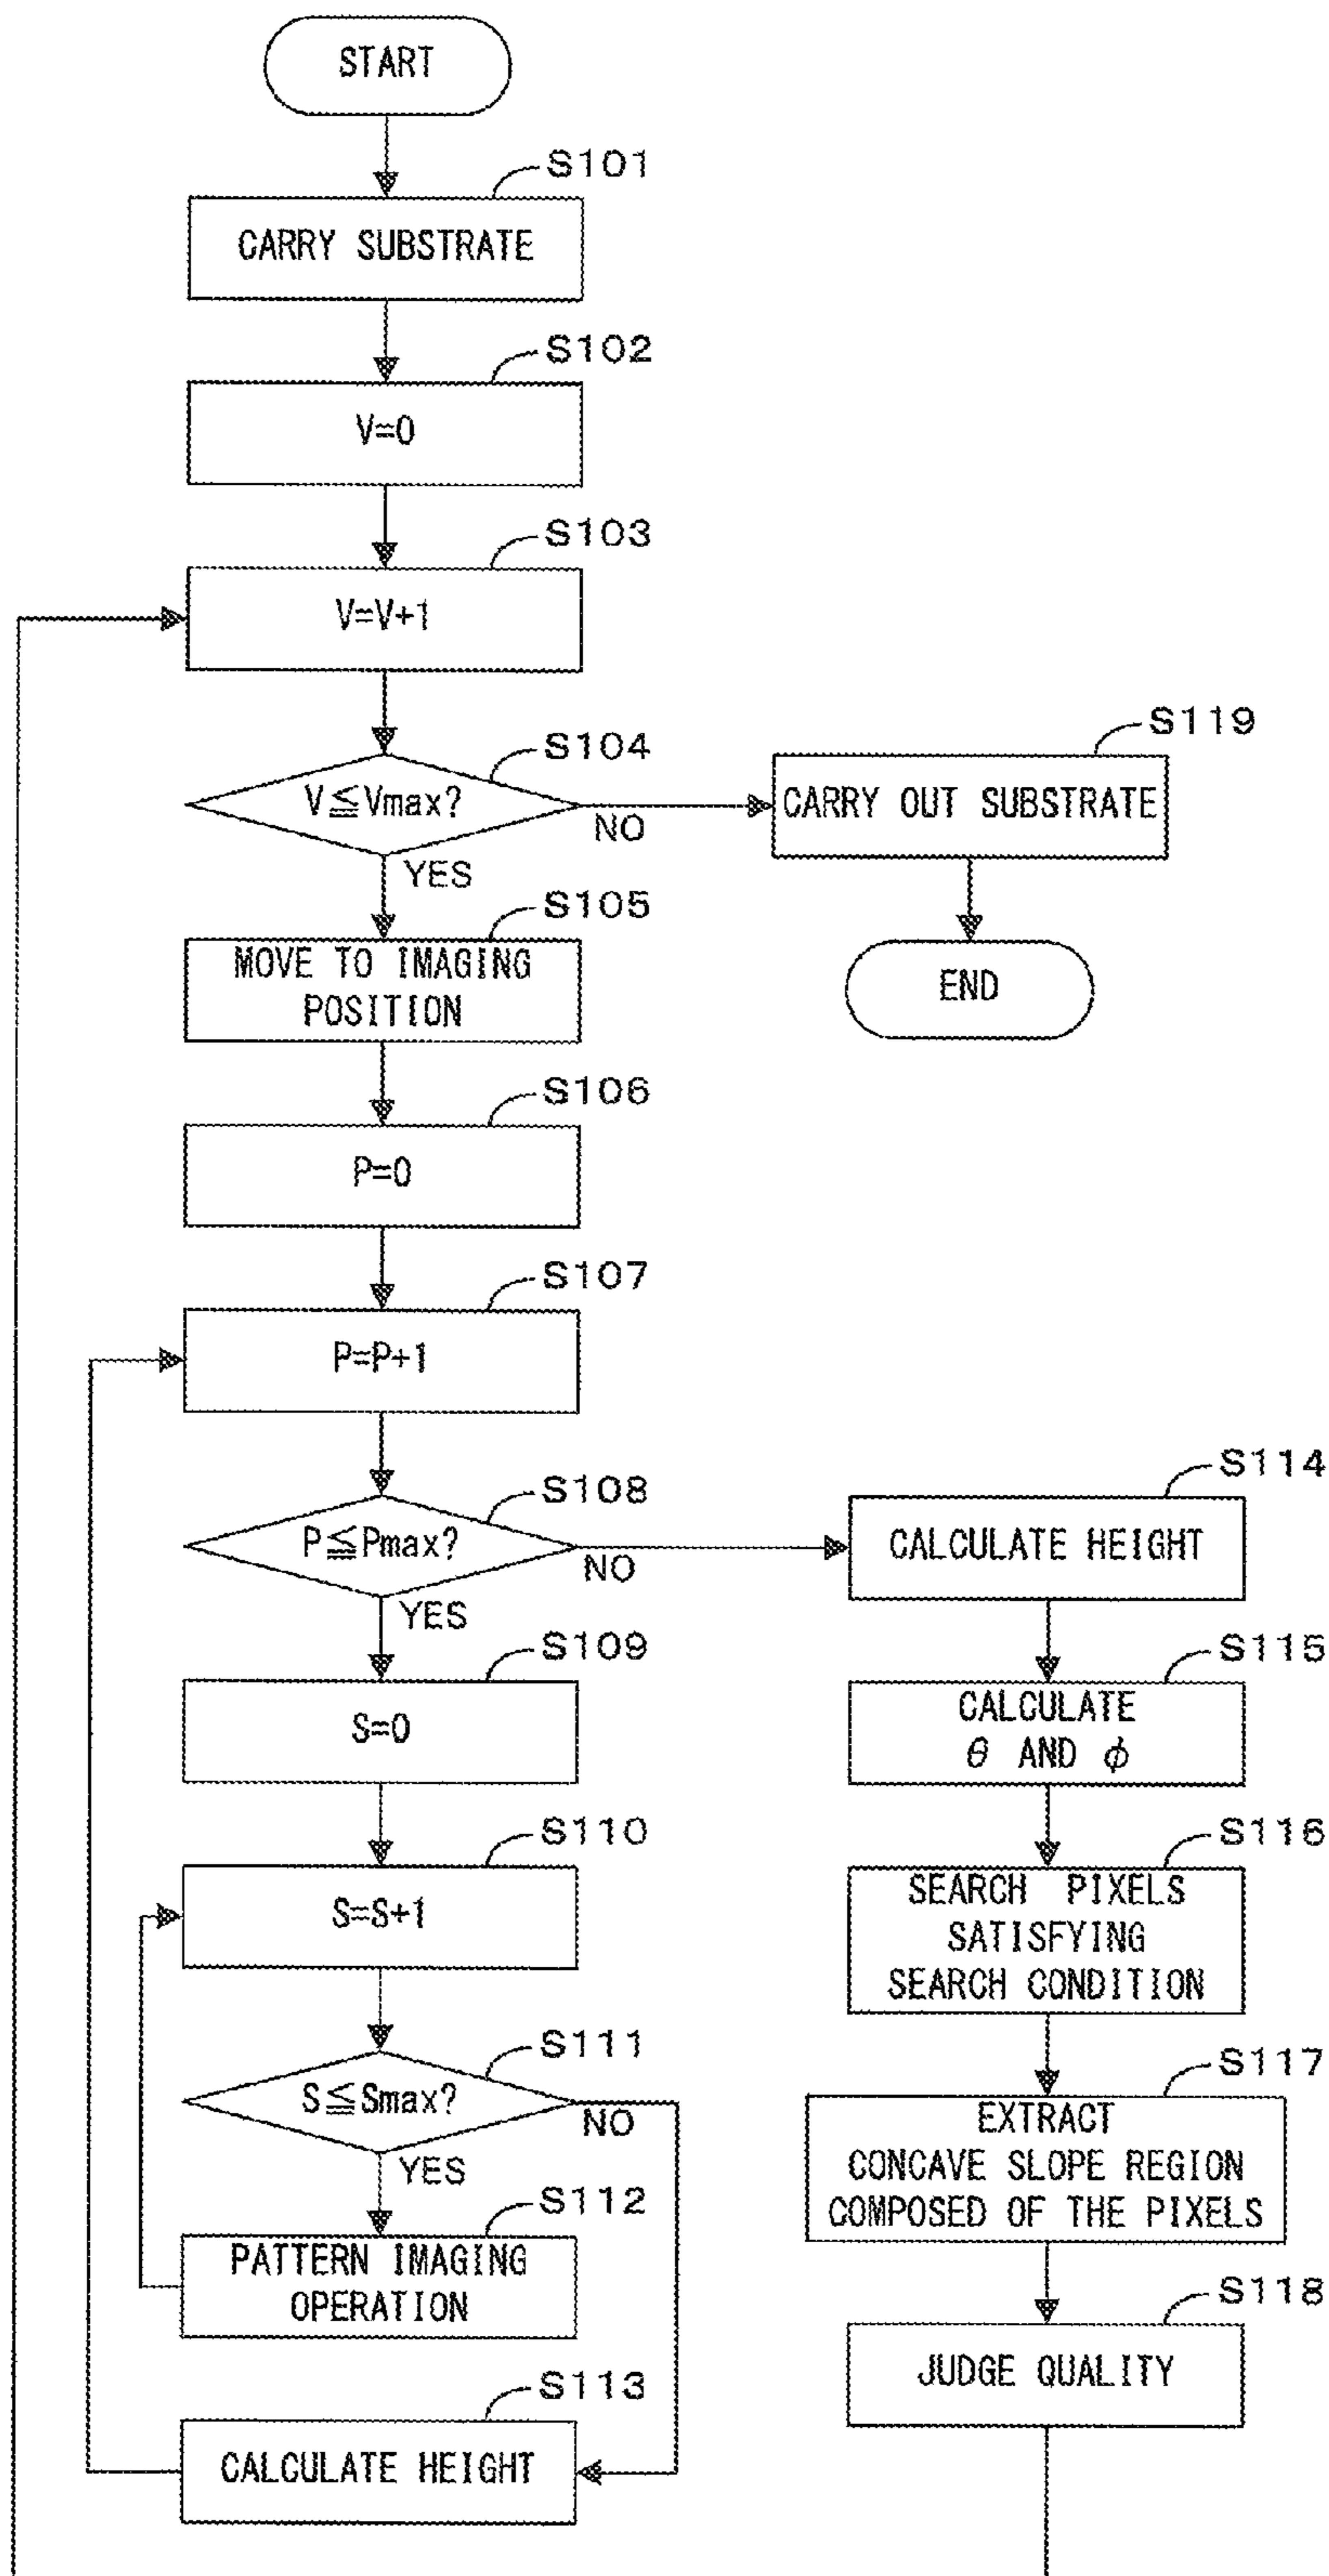 START
S101
CARRY SUBSTRATE
S102
V=0
S103
V=V+1
S104
V≦Vmax?
NO
YES
S119
CARRY OUT SUBSTRATE
END
S105
MOVE TO IMAGING
POSITION
S106
P=0
S107
P=P+1
S108
P≦Pmax?
NO
YES
S109
S=0
S110
S=S+1
S111
S≦Smax?
NO
YES
S112
PATTERN IMAGING
OPERATION
S113
CALCULATE HEIGHT
S114
CALCULATE HEIGHT
S115
CALCULATE
θ AND ϕ
S116
SEARCH PIXELS
SATISFYING
SEARCH CONDITION
S117
EXTRACT
CONCAVE SLOPE REGION
COMPOSED OF THE PIXELS
S118
JUDGE QUALITY